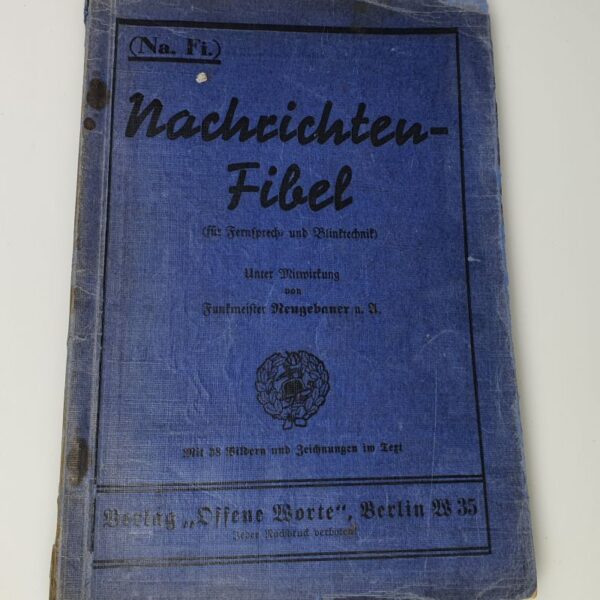 (Na. Fi.)
Nachrichten-
Fibel
(für Fernsprech- und Blinktechnik)
Unter Mitwirkung
von
Funkmeister Neugebauer u. A.
Mit 38 Bildern und Zeichnungen im Text
Verlag „Offene Worte“, Berlin W 35
Jeder Nachdruck verboten!